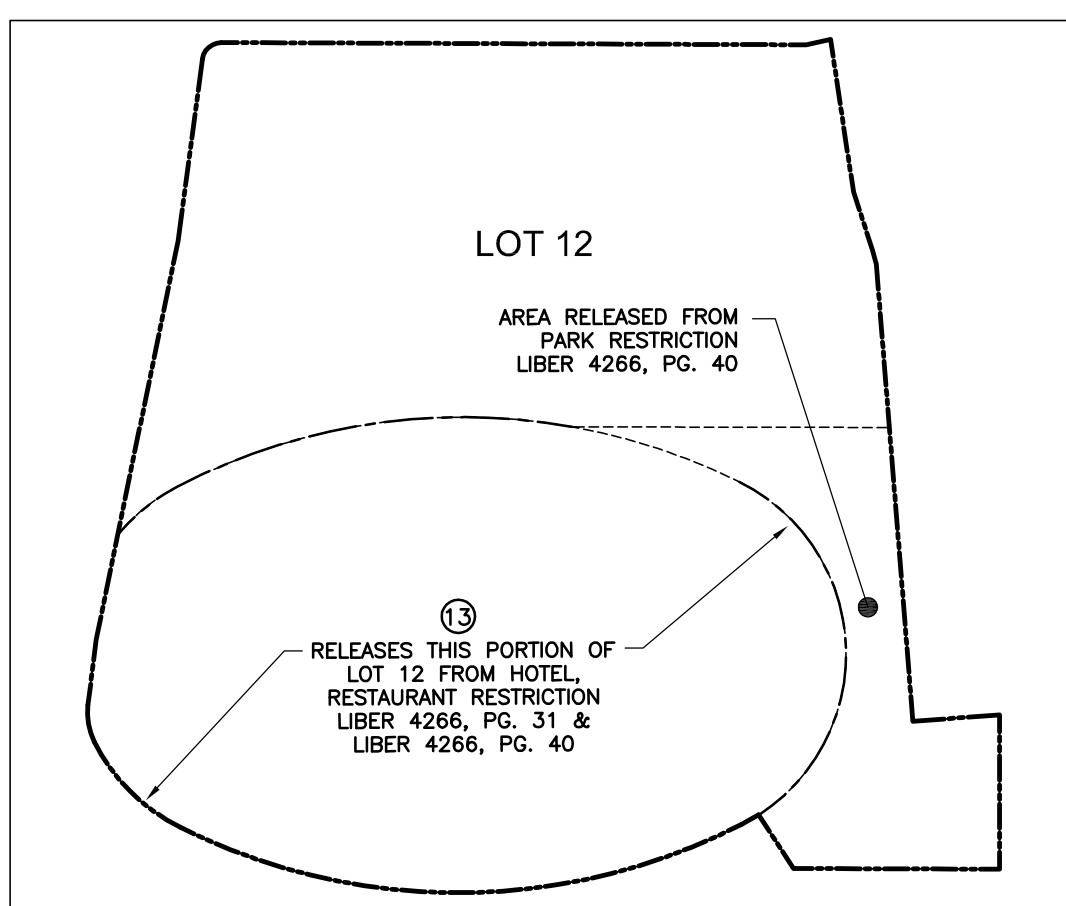 LOT 12
AREA RELEASED FROM
PARK RESTRICTION
LIBER 4266, PG. 40
13
RELEASES THIS PORTION OF
LOT 12 FROM HOTEL,
RESTAURANT RESTRICTION
LIBER 4266, PG. 31 &
LIBER 4266, PG. 40